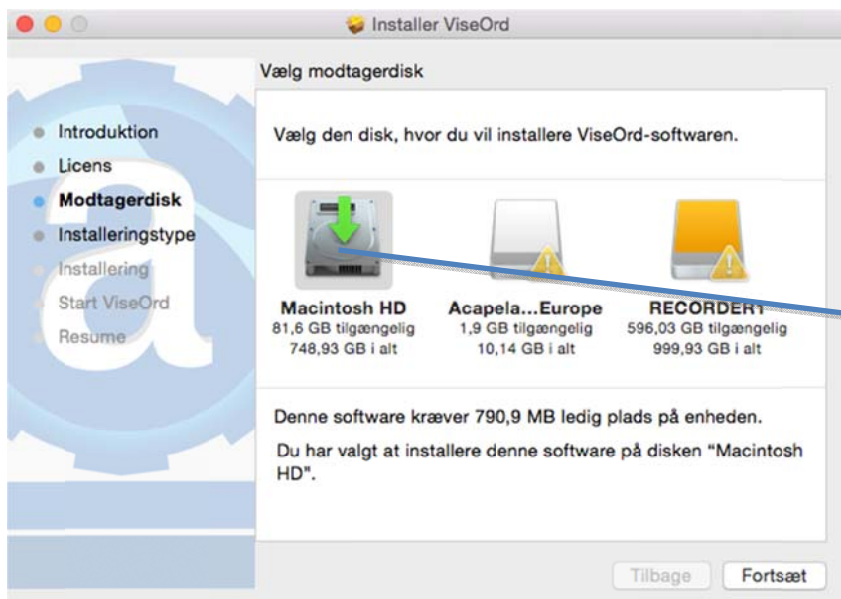 Installer ViseOrd
Vælg modtagerdisk
Introduktion
Licens
Modtagerdisk
Installeringstype
Installering
Start ViseOrd
Resume
Vælg den disk, hvor du vil installere ViseOrd-softwaren.
Macintosh HD
81,6 GB tilgængelig
748,93 GB i alt
Acapela...Europe
1,9 GB tilgængelig
10,14 GB i alt
RECORDER1
596,03 GB tilgængelig
999,93 GB i alt
Denne software kræver 790,9 MB ledig plads på enheden.
Du har valgt at installere denne software på disken “Macintosh
HD”.
Tilbage
Fortsæt